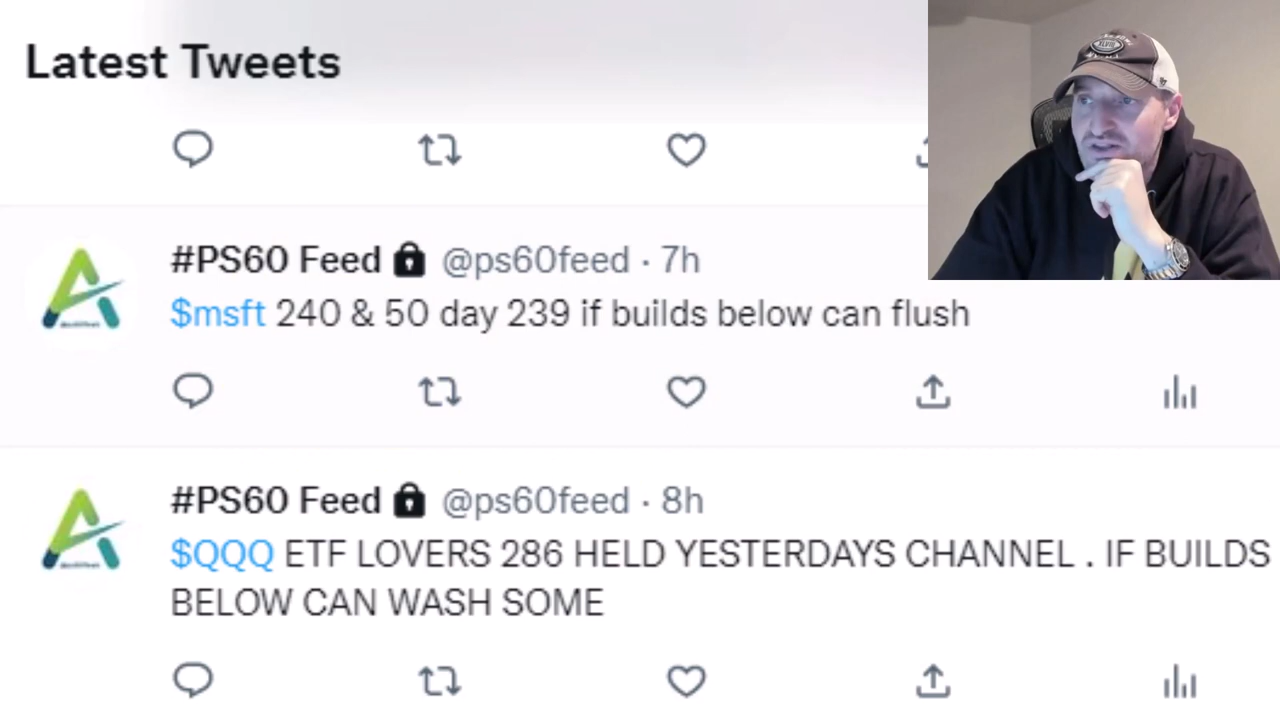 Latest Tweets
#PS60 Feed @ps60feed · 7h
$msft 240 & 50 day 239 if builds below can flush
#PS60 Feed @ps60feed · 8h
$QQQ ETF LOVERS 286 HELD YESTERDAYS CHANNEL . IF BUILDS
BELOW CAN WASH SOME